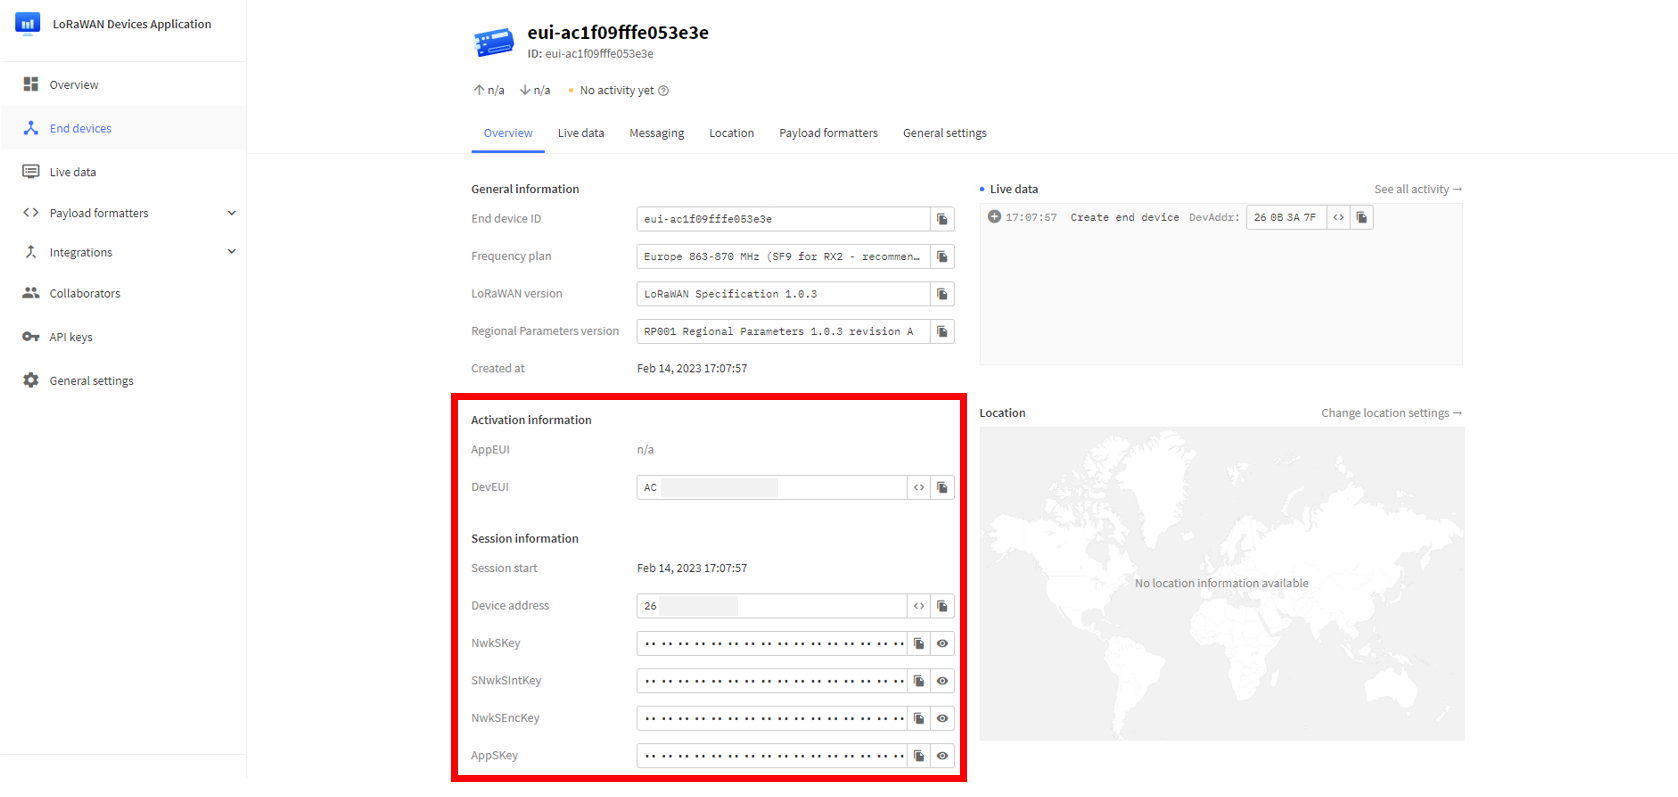 LoRaWAN Devices Application
Overview
End devices
Live data
Payload formatters
Integrations
Collaborators
API keys
General settings
eui-ac1f09fffe053e3e
ID: eui-ac1f09fffe053e3e
n/a n/a No activity yet
Overview Live data Messaging Location Payload formatters General settings
General information
End device ID eui-ac1f09fffe053e3e
Frequency plan Europe 863-870 MHz (SF9 for RX2 - recommen…
LoRaWAN version LoRaWAN Specification 1.0.3
Regional Parameters version RP001 Regional Parameters 1.0.3 revision A
Created at Feb 14, 2023 17:07:57
Activation information
AppEUI n/a
DevEUI AC
Session information
Session start Feb 14, 2023 17:07:57
Device address 26
NwkSKey
SNwkSIntKey
NwkSEncKey
AppSKey
Live data See all activity →
17:07:57 Create end device DevAddr: 26 0B 3A 7F
Location Change location settings →
No location information available